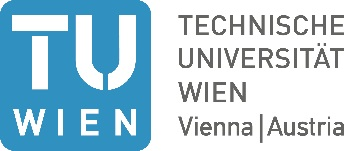 TU
WIEN
TECHNISCHE
UNIVERSITÄT
WIEN
Vienna|Austria